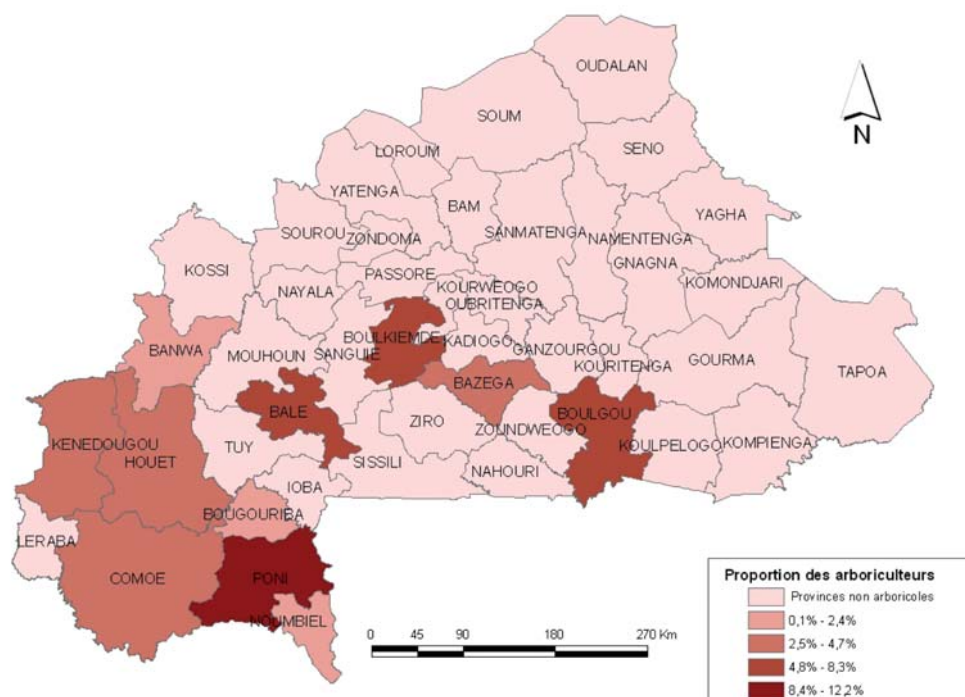 OUDALAN
SOUM
N
SENO
LOROUM
YATENGA
BAM
YAGHA
SOUROU
ZONDOMA
SANMATENGA
NAMENTENGA
KOSSI
PASSORE
GNAGNA
KOMONDJARI
NAYALA
KOURWEOGO
OUBRITENGA
BANWA
MOUHOUN
SANGUIE
BOULKIEMDE
KADIOGO
GANZOURGOU
KOURITENGA
GOURMA
TAPOA
BAZEGA
BALE
ZIRO
BOULGOU
KENEDOUGOU
HOUET
TUY
ZOUNDWEOGO
KOULPELOGO
KOMPIENGA
SISSILI
NAHOURI
IOBA
BOUGOURIBA
LERABA
COMOE
PONI
NOUMBIEL
0 45 90 180 270 Km
Proportion des arboriculteurs
Provinces non arboricoles
0,1% - 2,4%
2,5% - 4,7%
4,8% - 8,3%
8,4% - 12,2%